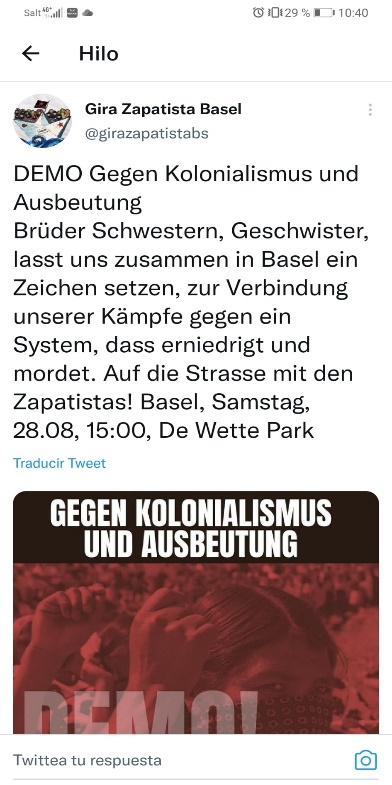 Salt 4G+ 29 % 10:40
Hilo
Gira Zapatista Basel
@girazapatistabs
DEMO Gegen Kolonialismus und
Ausbeutung
Brüder Schwestern, Geschwister,
lasst uns zusammen in Basel ein
Zeichen setzen, zur Verbindung
unserer Kämpfe gegen ein
System, dass erniedrigt und
mordet. Auf die Strasse mit den
Zapatistas! Basel, Samstag,
28.08, 15:00, De Wette Park
Traducir Tweet
GEGEN KOLONIALISMUS
UND AUSBEUTUNG
DEMO!
Twittea tu respuesta